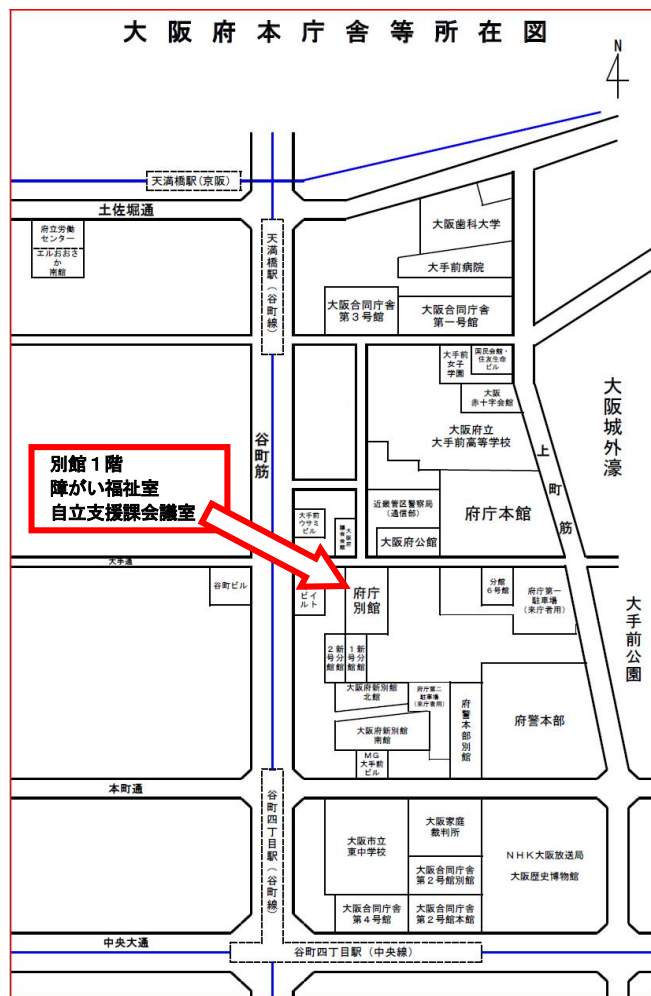 大阪府本庁舎等所在図
N
天満橋駅(京阪)
土佐堀通
府立労働
センター
エルおおさ
か
南館
天満橋駅(谷町線)
大阪歯科大学
大手前病院
大阪合同庁舎
第３号館
大阪合同庁舎
第一号館
大手前
女子
学園
国民会館・
住友生命
ビル
大阪
赤十字会館
大阪府立
大手前高等学校
大阪城外濠
谷町筋
上町筋
別館１階
障がい福祉室
自立支援課会議室
近畿管区警察局
(通信部)
府庁本館
大手前
ウサミ
ビル
大阪府
議会会館
大阪府公館
大手通
谷町ビル
ビイ
ルト
府庁
別館
分館
６号館
府庁第一
駐車場
(来庁者用)
大手前公園
新分館
２号館
新分館
１号館
大阪府新別館
北館
府庁第二
駐車場
(来庁者用)
大阪府新別館
南館
府警本部別館
府警本部
ＭＧ
大手前
ビル
本町通
谷町四丁目駅(谷町線)
大阪市立
東中学校
大阪家庭
裁判所
大阪合同庁舎
第２号館別館
ＮＨＫ大阪放送局
大阪歴史博物館
大阪合同庁舎
第４号館
大阪合同庁舎
第２号館本館
中央大通
谷町四丁目駅(中央線)